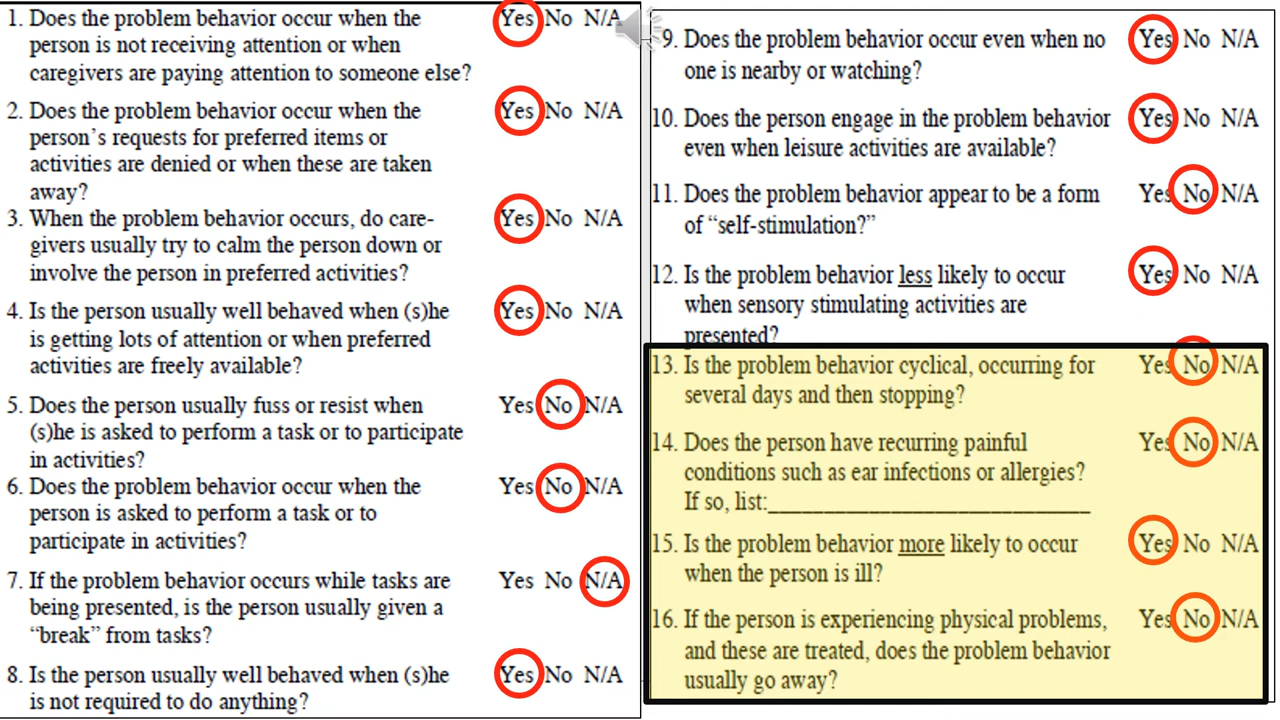 1. Does the problem behavior occur when the Yes No N/A
person is not receiving attention or when
caregivers are paying attention to someone else?
2. Does the problem behavior occur when the Yes No N/A
person's requests for preferred items or
activities are denied or when these are taken
away?
3. When the problem behavior occurs, do care- Yes No N/A
givers usually try to calm the person down or
involve the person in preferred activities?
4. Is the person usually well behaved when (s)he Yes No N/A
is getting lots of attention or when preferred
activities are freely available?
5. Does the person usually fuss or resist when Yes No N/A
(s)he is asked to perform a task or to participate
in activities?
6. Does the problem behavior occur when the Yes No N/A
person is asked to perform a task or to
participate in activities?
7. If the problem behavior occurs while tasks are Yes No N/A
being presented, is the person usually given a
“break” from tasks?
8. Is the person usually well behaved when (s)he Yes No N/A
is not required to do anything?
9. Does the problem behavior occur even when no Yes No N/A
one is nearby or watching?
10. Does the person engage in the problem behavior Yes No N/A
even when leisure activities are available?
11. Does the problem behavior appear to be a form Yes No N/A
of “self-stimulation?”
12. Is the problem behavior less likely to occur Yes No N/A
when sensory stimulating activities are
presented?
13. Is the problem behavior cyclical, occurring for Yes No N/A
several days and then stopping?
14. Does the person have recurring painful Yes No N/A
conditions such as ear infections or allergies?
If so, list:____________________________
15. Is the problem behavior more likely to occur Yes No N/A
when the person is ill?
16. If the person is experiencing physical problems, Yes No N/A
and these are treated, does the problem behavior
usually go away?